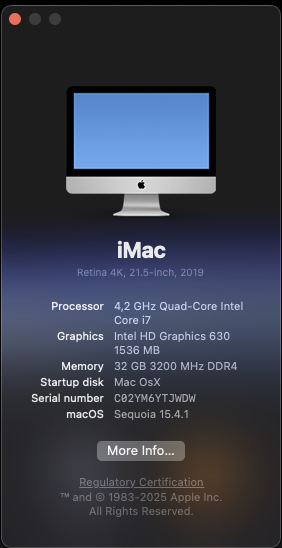 iMac
Retina 4K, 21.5-inch, 2019
Processor 4,2 GHz Quad-Core Intel
Core i7
Graphics Intel HD Graphics 630
1536 MB
Memory 32 GB 3200 MHz DDR4
Startup disk Mac OsX
Serial number C02YM6YTJWDW
macOS Sequoia 15.4.1
More Info...
Regulatory Certification
™ and © 1983-2025 Apple Inc.
All Rights Reserved.